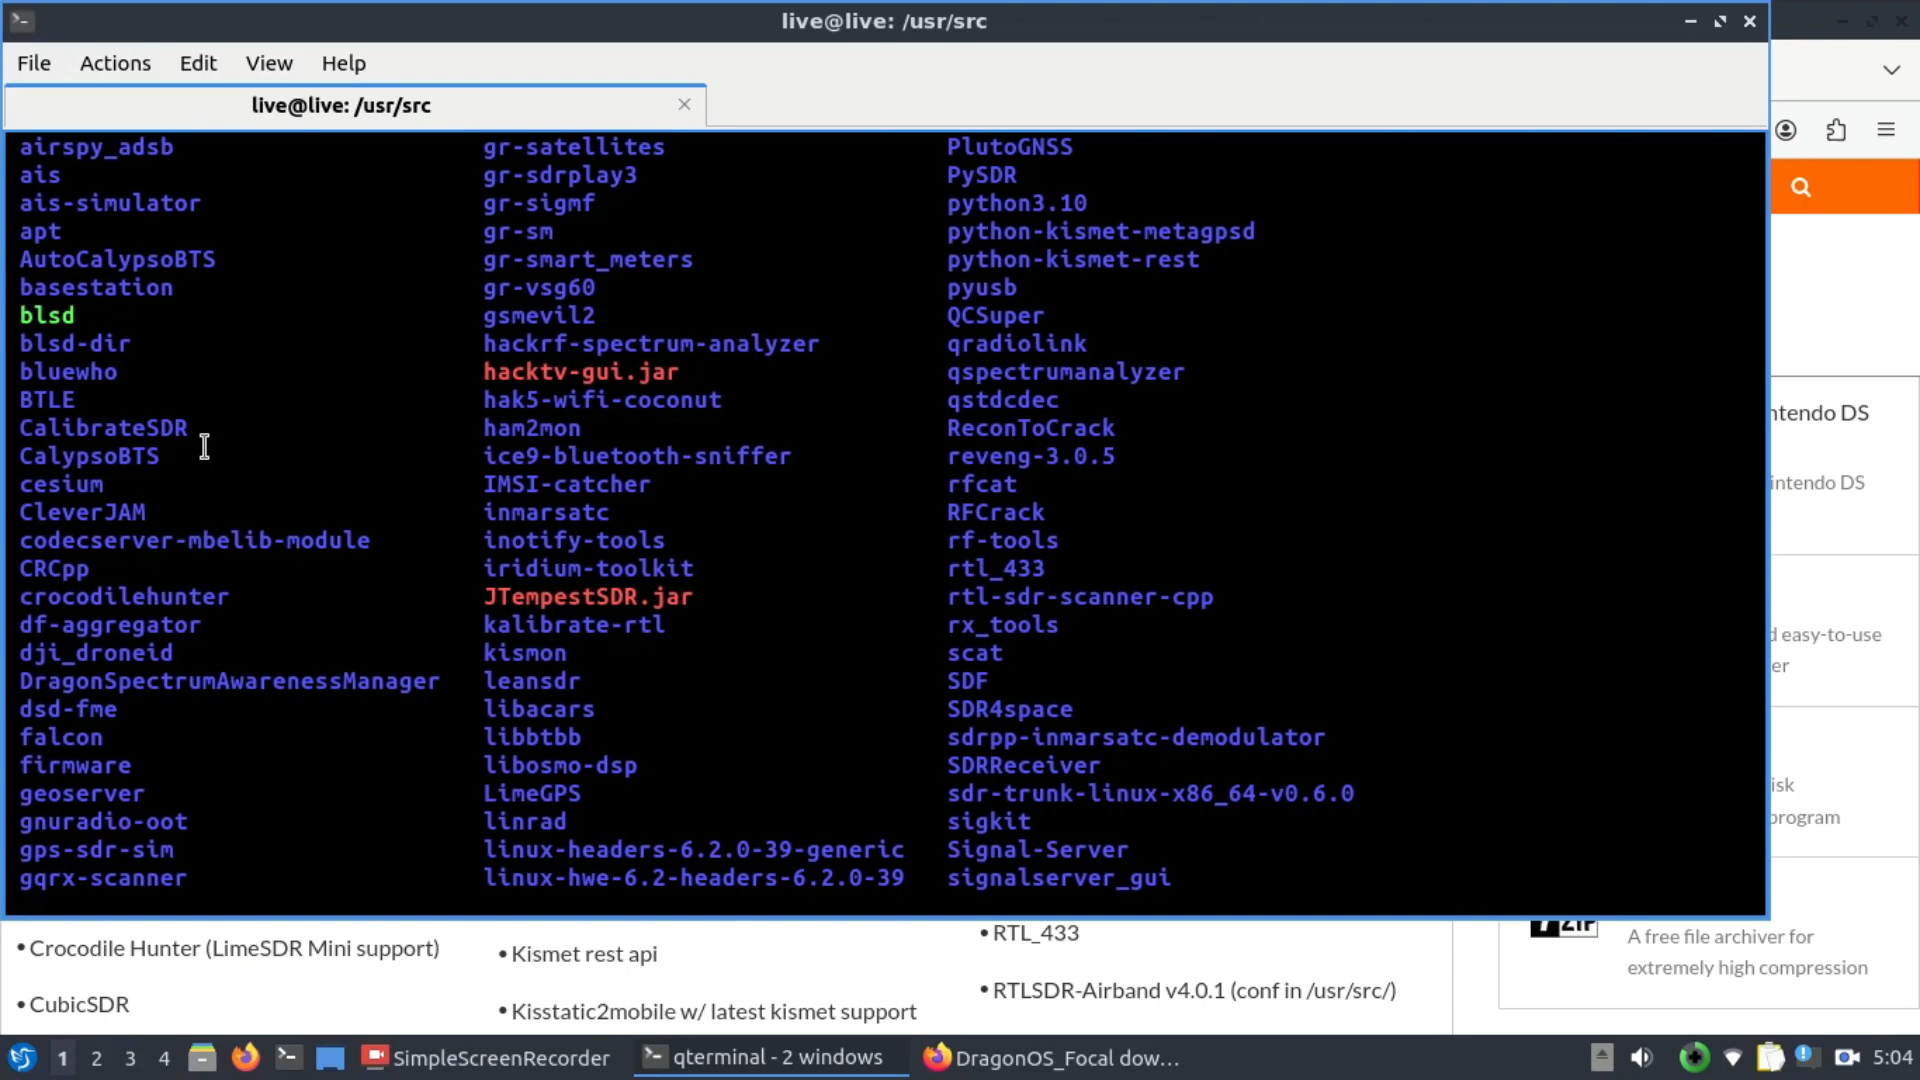 live@live: /usr/src
File Actions Edit View Help
live@live: /usr/src
airspy_adsb gr-satellites PlutoGNSS
ais gr-sdrplay3 PySDR
ais-simulator gr-sigmf python3.10
apt gr-sm python-kismet-metagpsd
AutoCalypsoBTS gr-smart_meters python-kismet-rest
basestation gr-vsg60 pyusb
blsd gsmevil2 QCSuper
blsd-dir hackrf-spectrum-analyzer qradiolink
bluewho hacktv-gui.jar qspectrumanalyzer
BTLE hak5-wifi-coconut qstdcdec
CalibrateSDR ham2mon ReconToCrack
CalypsoBTS ice9-bluetooth-sniffer reveng-3.0.5
cesium IMSI-catcher rfcat
CleverJAM inmarsatc RFCrack
codecserver-mbelib-module inotify-tools rf-tools
CRCpp iridium-toolkit rtl_433
crocodilehunter JTempestSDR.jar rtl-sdr-scanner-cpp
df-aggregator kalibrate-rtl rx_tools
dji_droneid kismon scat
DragonSpectrumAwarenessManager leansdr SDF
dsd-fme libacars SDR4space
falcon libbtbb sdrpp-inmarsatc-demodulator
firmware libosmo-dsp SDRReceiver
geoserver LimeGPS sdr-trunk-linux-x86_64-v0.6.0
gnuradio-oot linrad sigkit
gps-sdr-sim linux-headers-6.2.0-39-generic Signal-Server
gqrx-scanner linux-hwe-6.2-headers-6.2.0-39 signalserver_gui
ntendo DS
intendo DS
d easy-to-use
er
isk
program
• Crocodile Hunter (LimeSDR Mini support)
• CubicSDR
• Kismet rest api
• Kisstatic2mobile w/ latest kismet support
• RTL_433
• RTLSDR-Airband v4.0.1 (conf in /usr/src/)
A free file archiver for
extremely high compression
1 2 3 4 SimpleScreenRecorder qterminal - 2 windows DragonOS_Focal dow... 5:04